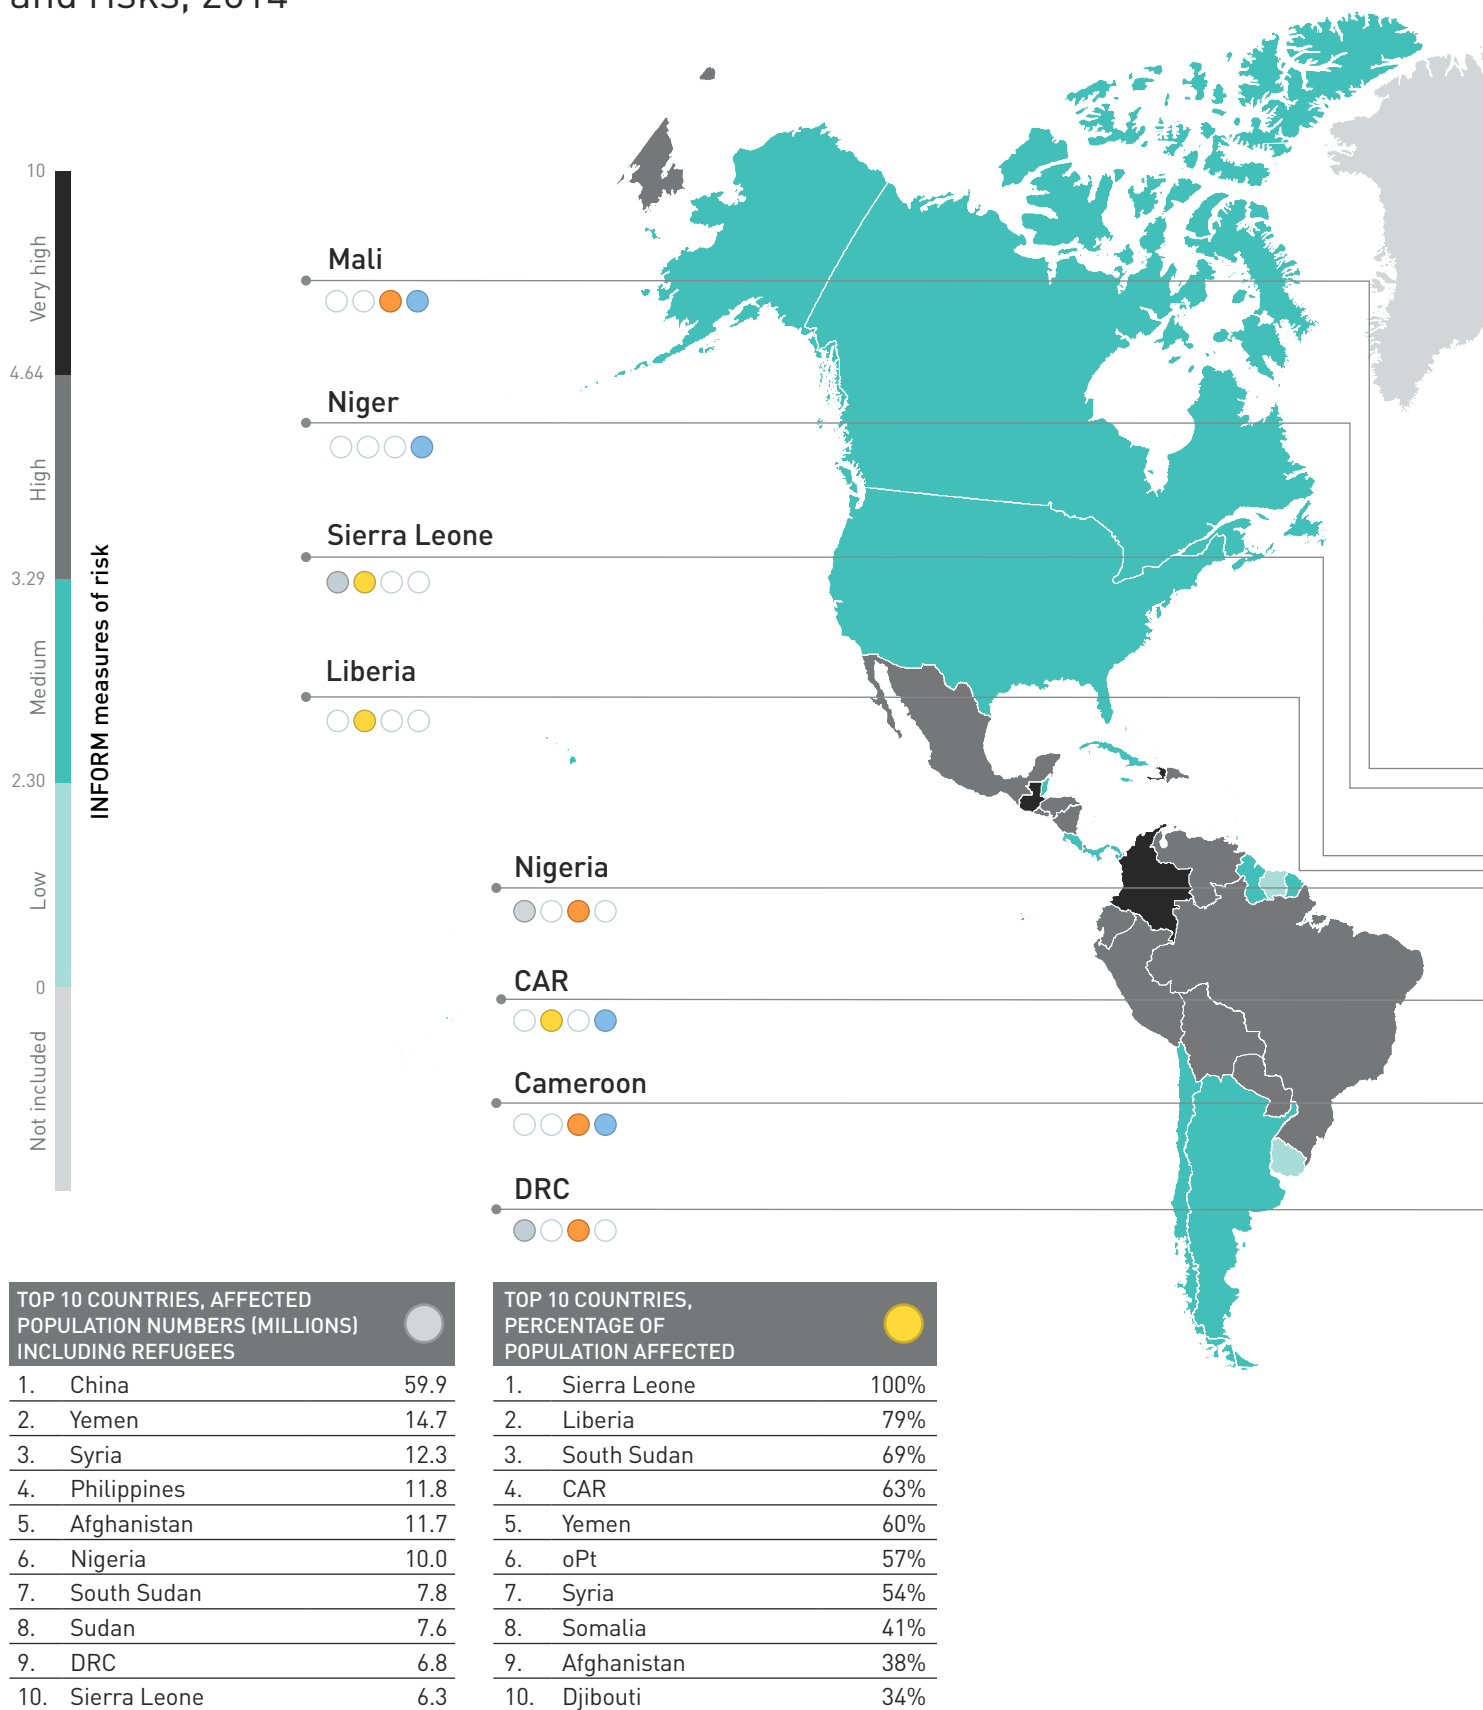 and risks, 2014
10
Very high
4.64
High
3.29
Medium
2.30
Low
0
Not included
INFORM measures of risk
Mali
Niger
Sierra Leone
Liberia
Nigeria
CAR
Cameroon
DRC
TOP 10 COUNTRIES, AFFECTED
POPULATION NUMBERS (MILLIONS)
INCLUDING REFUGEES
1. China 59.9
2. Yemen 14.7
3. Syria 12.3
4. Philippines 11.8
5. Afghanistan 11.7
6. Nigeria 10.0
7. South Sudan 7.8
8. Sudan 7.6
9. DRC 6.8
10. Sierra Leone 6.3
TOP 10 COUNTRIES,
PERCENTAGE OF
POPULATION AFFECTED
1. Sierra Leone 100%
2. Liberia 79%
3. South Sudan 69%
4. CAR 63%
5. Yemen 60%
6. oPt 57%
7. Syria 54%
8. Somalia 41%
9. Afghanistan 38%
10. Djibouti 34%